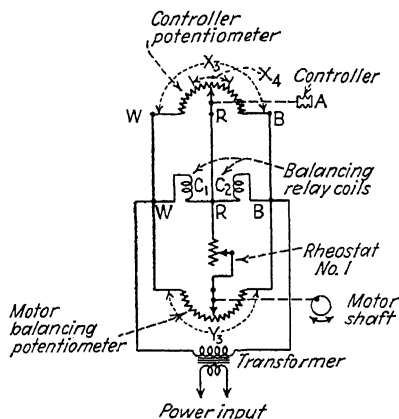 Controller
potentiometer
X3
X4
Controller
A
W
R
B
C1
C2
Balancing
relay coils
W
R
B
Rheostat
No. 1
Motor
balancing
potentiometer
Y3
Motor
shaft
Transformer
Power input